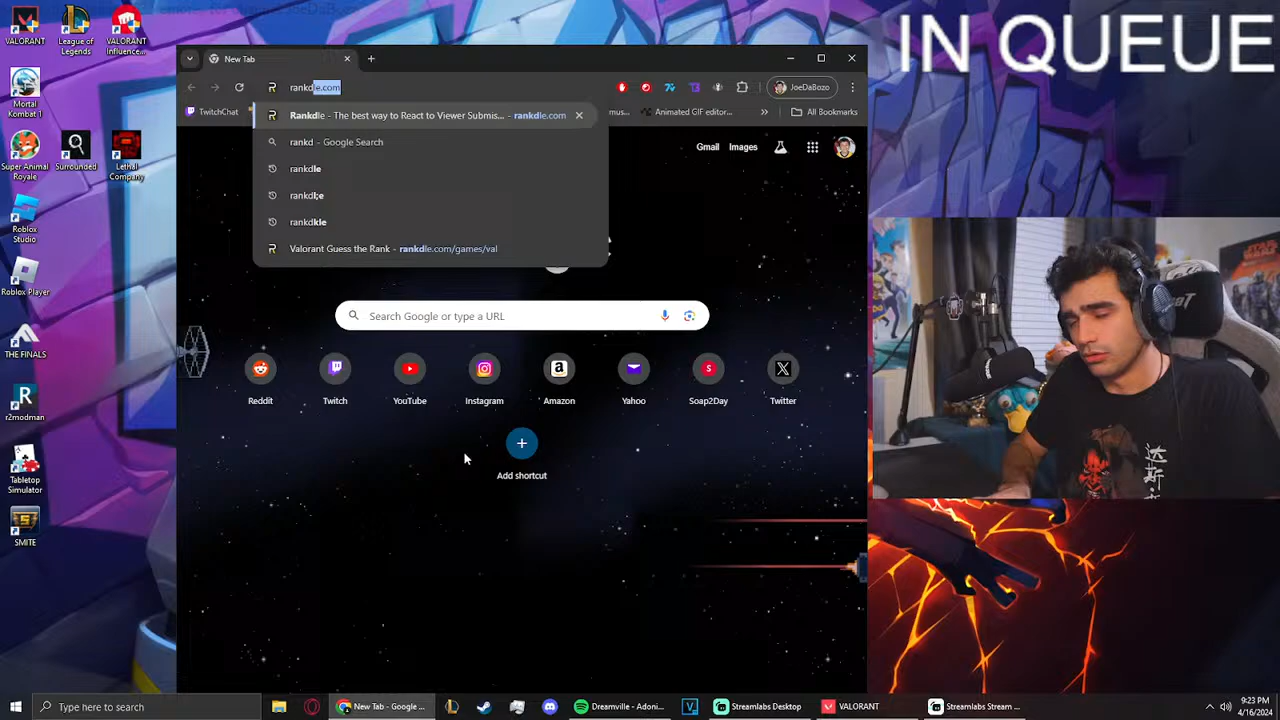 IN QUEUE
VALORANT
League of
Legends
VALORANT
Influence...
Mortal
Kombat 1
Super Animal
Royale
Surrounded
Lethal
Company
Roblox
Studio
Roblox Player
THE FINALS
r2modman
Tabletop
Simulator
SMITE
New Tab
rankdle.com
JoeDaBozo
TwitchChat
mus...
Animated GIF editor...
All Bookmarks
Rankdle - The best way to React to Viewer Submis... - rankdle.com
rankd - Google Search
rankdle
rankdl;e
rankdkle
Valorant Guess the Rank - rankdle.com/games/val
Gmail
Images
Search Google or type a URL
Reddit
Twitch
YouTube
Instagram
Amazon
Yahoo
Soap2Day
Twitter
Add shortcut
Type here to search
New Tab - Google ...
Dreamville - Adoni...
Streamlabs Desktop
VALORANT
Streamlabs Stream ...
9:23 PM
4/16/2024